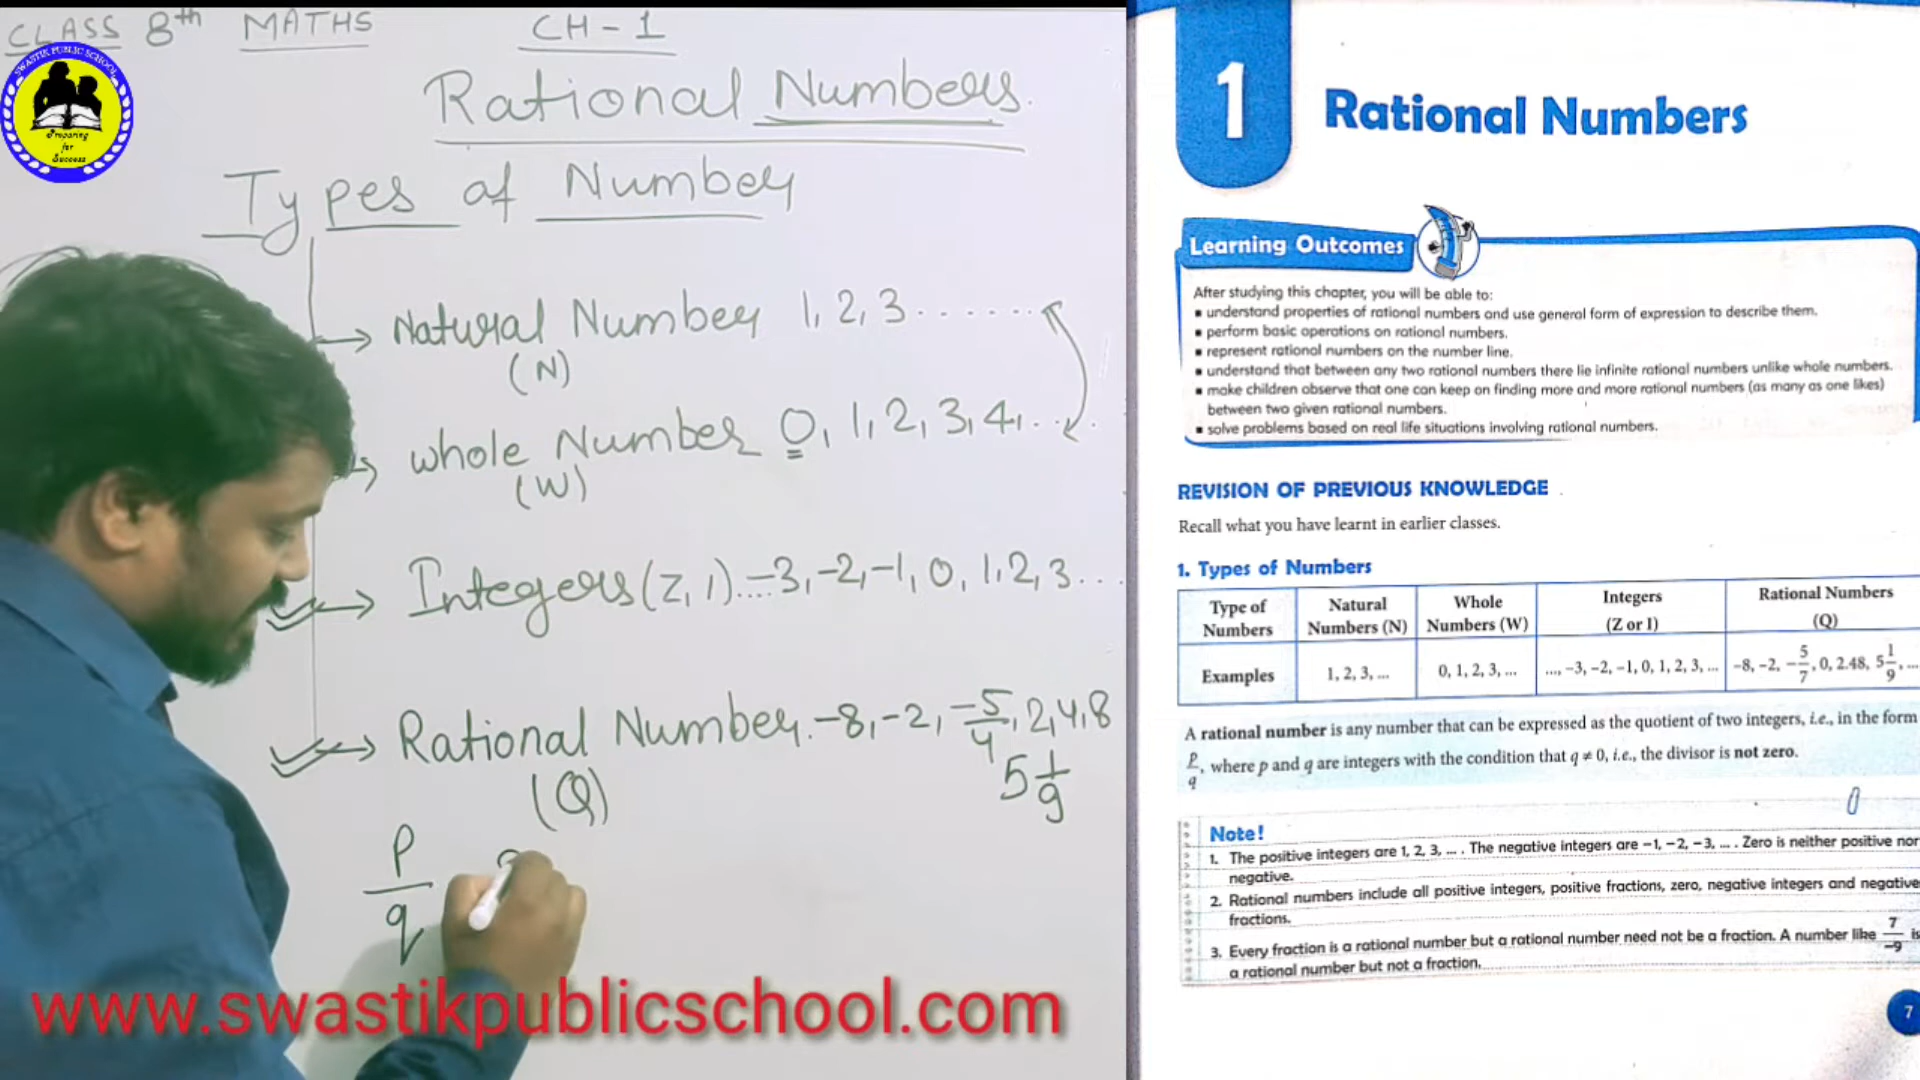 CLASS 8th MATHS CH-1
SWASTIK PUBLIC SCHOOL
Preparing
for
Success
Rational Numbers.
Types of Number
Natural Number 1, 2, 3 .......
(N)
Whole Number 0, 1, 2, 3, 4, ...
(W)
Integers (Z, I) ....-3, -2, -1, 0, 1, 2, 3...
Rational Number. -8, -2, -5/4, 2, 4, 8
5 1/9
(Q)
p/q
www.swastikpublicschool.com
1 Rational Numbers
Learning Outcomes
After studying this chapter, you will be able to:
▪ understand properties of rational numbers and use general form of expression to describe them.
▪ perform basic operations on rational numbers.
▪ represent rational numbers on the number line.
▪ understand that between any two rational numbers there lie infinite rational numbers unlike whole numbers.
▪ make children observe that one can keep on finding more and more rational numbers (as many as one likes)
between two given rational numbers.
▪ solve problems based on real life situations involving rational numbers.
REVISION OF PREVIOUS KNOWLEDGE
Recall what you have learnt in earlier classes.
1. Types of Numbers
Type of Numbers Natural Numbers (N) Whole Numbers (W) Integers (Z or I) Rational Numbers (Q)
Examples 1, 2, 3, ... 0, 1, 2, 3, ... ..., -3, -2, -1, 0, 1, 2, 3, ... -8, -2, -5/7, 0, 2.48, 5 1/9, ...
A rational number is any number that can be expressed as the quotient of two integers, i.e., in the form
p/q, where p and q are integers with the condition that q ≠ 0, i.e., the divisor is not zero.
Note!
1. The positive integers are 1, 2, 3, ... . The negative integers are -1, -2, -3, ... . Zero is neither positive nor
negative.
2. Rational numbers include all positive integers, positive fractions, zero, negative integers and negative
fractions.
3. Every fraction is a rational number but a rational number need not be a fraction. A number like 7/-9 is
a rational number but not a fraction.
7